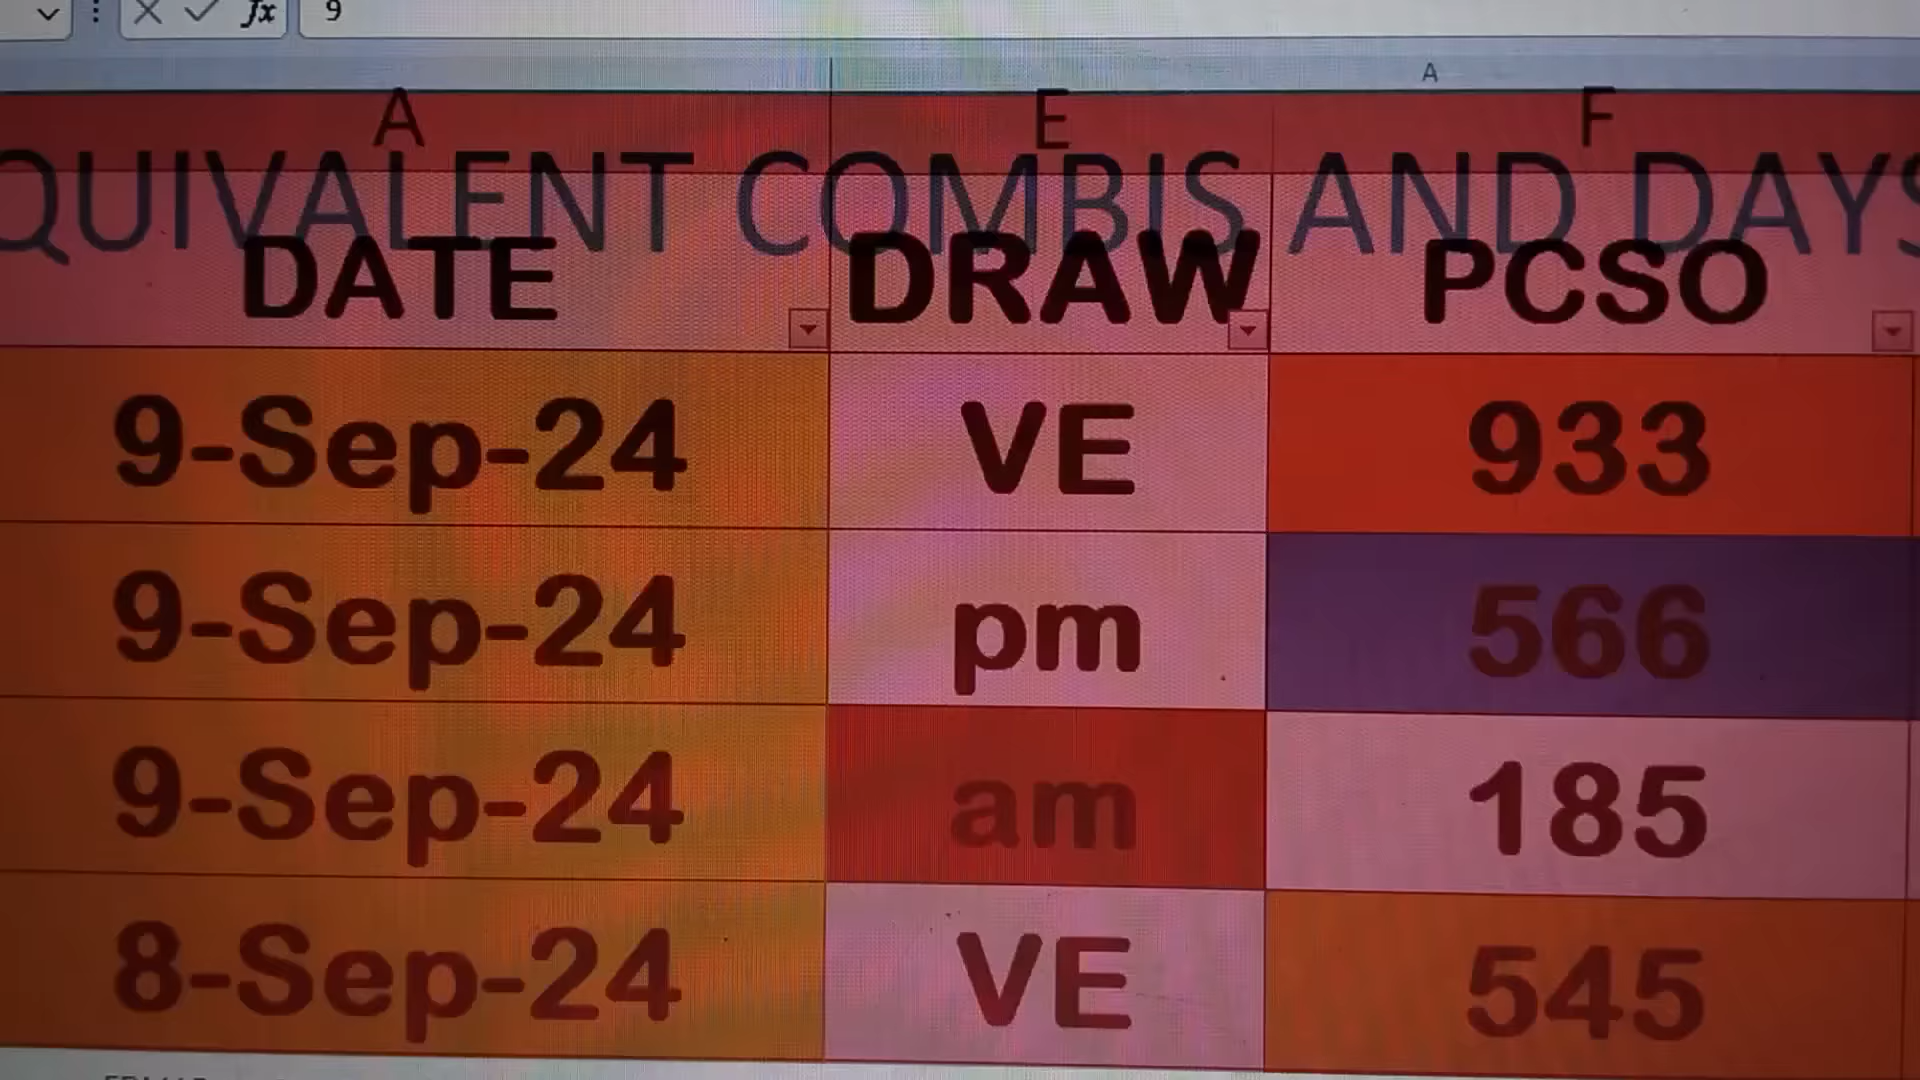 fx 9
A
A E F
QUIVALENT COMBIS AND DAYS
DATE DRAW PCSO
9-Sep-24 VE 933
9-Sep-24 pm 566
9-Sep-24 am 185
8-Sep-24 VE 545